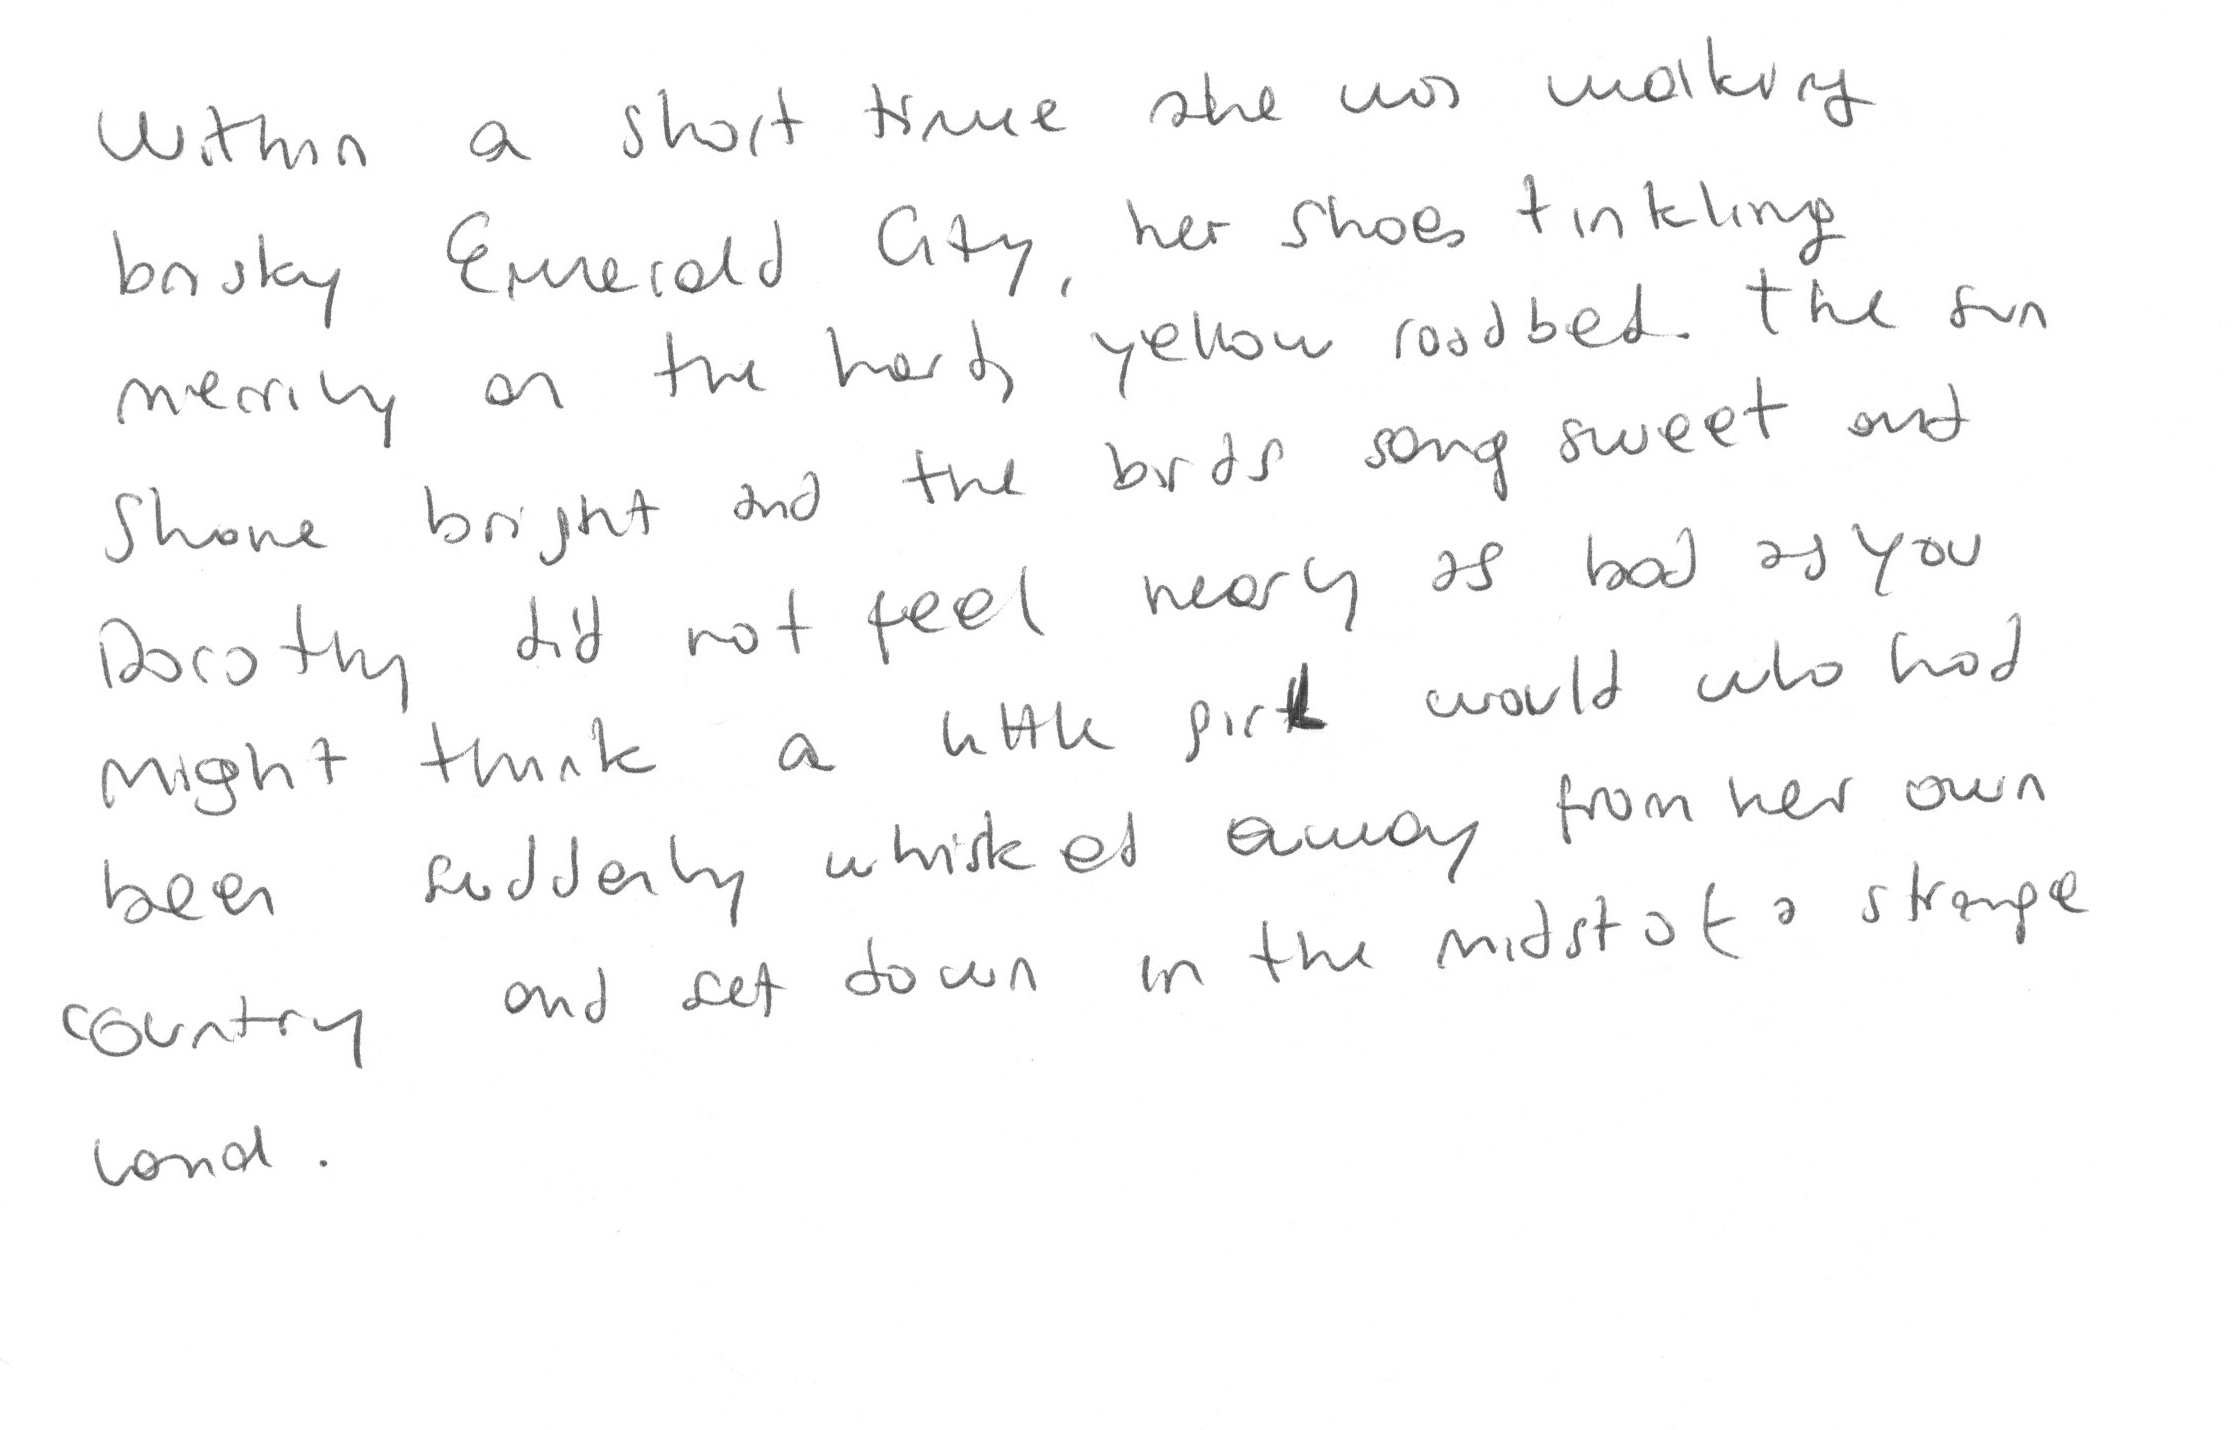 Within a short time she was walking
brisky Emerald City, her shoes tinkling
merrily on the hard, yellow roadbed. The sun
shone bright and the birds sang sweet and
Dorothy did not feel nearly as bad as you
might think a little girl would who had
been suddenly whisked away from her own
country and set down in the midst of a strange
land.